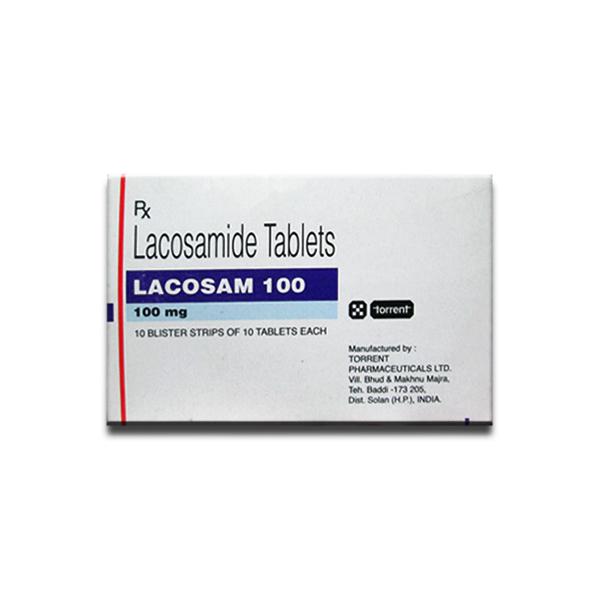 Rx
Lacosamide Tablets
LACOSAM 100
100 mg
10 BLISTER STRIPS OF 10 TABLETS EACH
torrent
Manufactured by :
TORRENT
PHARMACEUTICALS LTD.
Vill. Bhud & Makhnu Majra,
Teh. Baddi -173 205,
Dist. Solan (H.P.), INDIA.